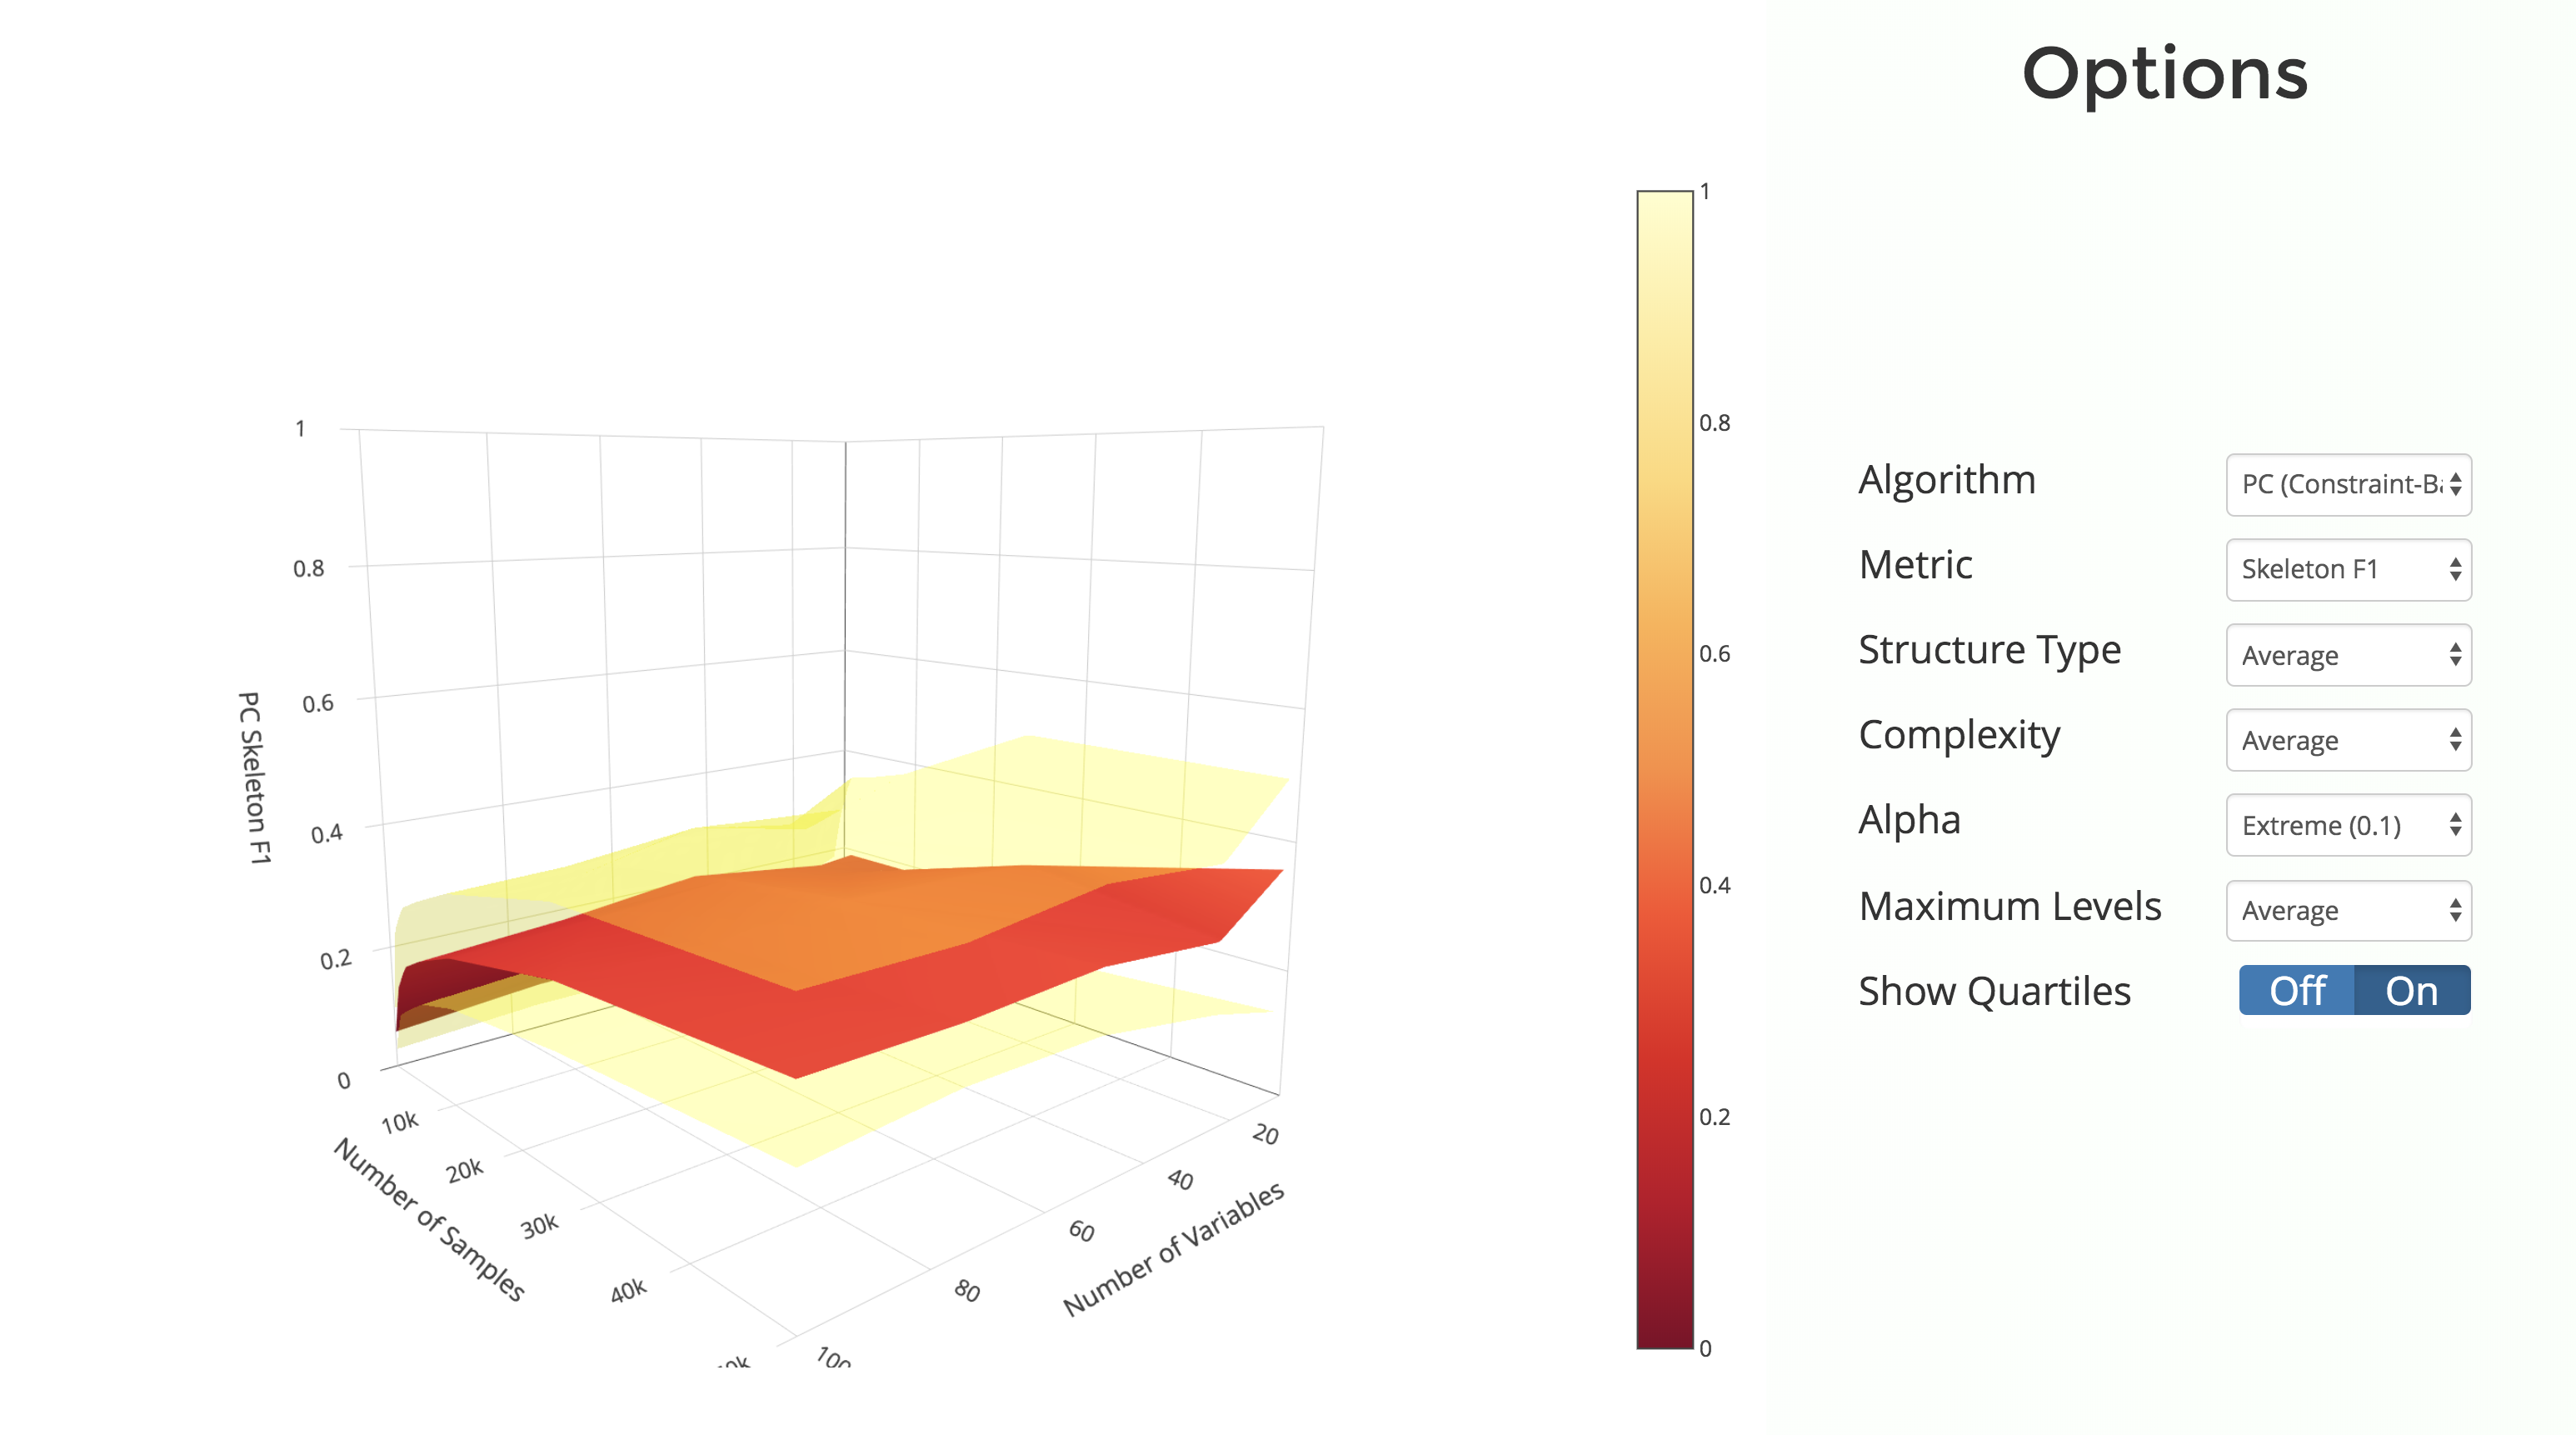 Options
1
0.8
0.6
0.4
0.2
0
PC Skeleton F1
10k
20k
30k
40k
Number of Samples
20
40
60
80
Number of Variables
1
0.8
0.6
0.4
0.2
0
Algorithm
PC (Constraint-Ba
Metric
Skeleton F1
Structure Type
Average
Complexity
Average
Alpha
Extreme (0.1)
Maximum Levels
Average
Show Quartiles
Off On